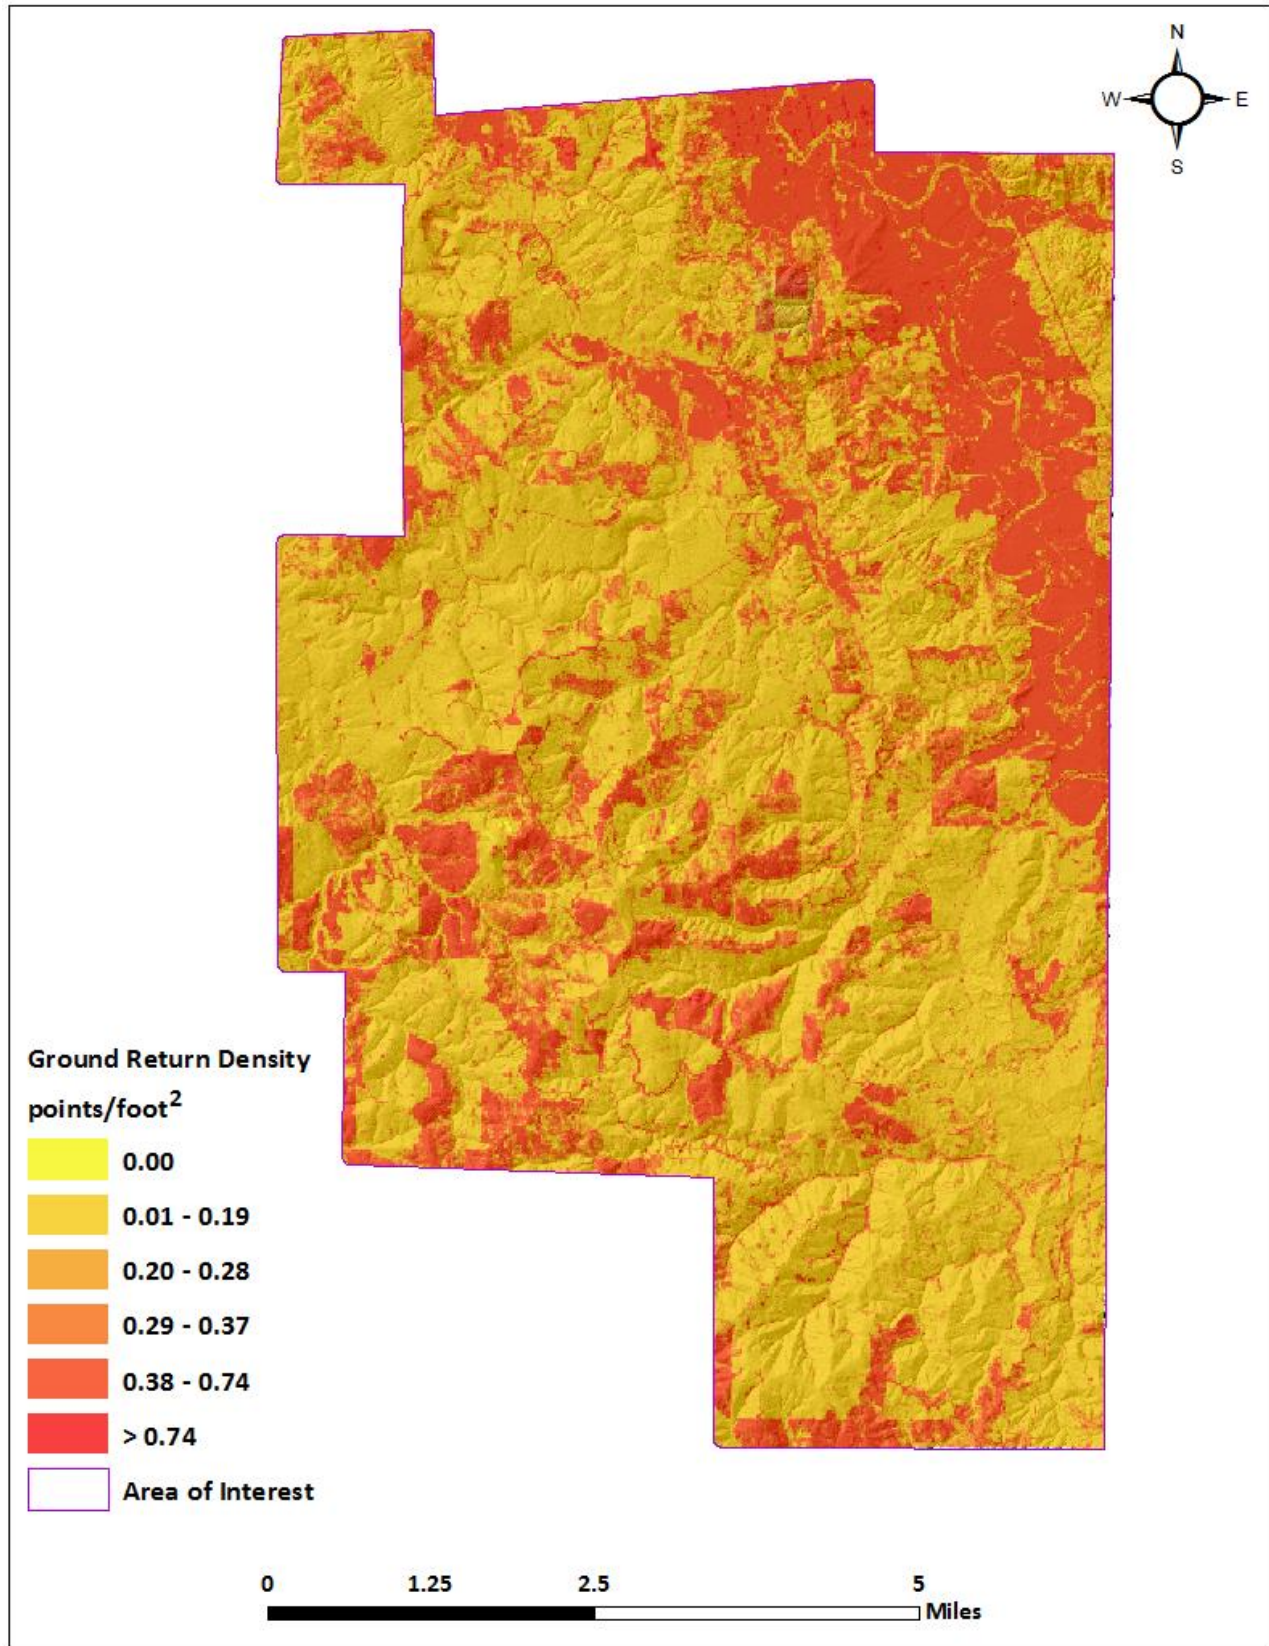 N
W E
S
Ground Return Density
points/foot2
0.00
0.01 - 0.19
0.20 - 0.28
0.29 - 0.37
0.38 - 0.74
> 0.74
Area of Interest
0 1.25 2.5 5
Miles